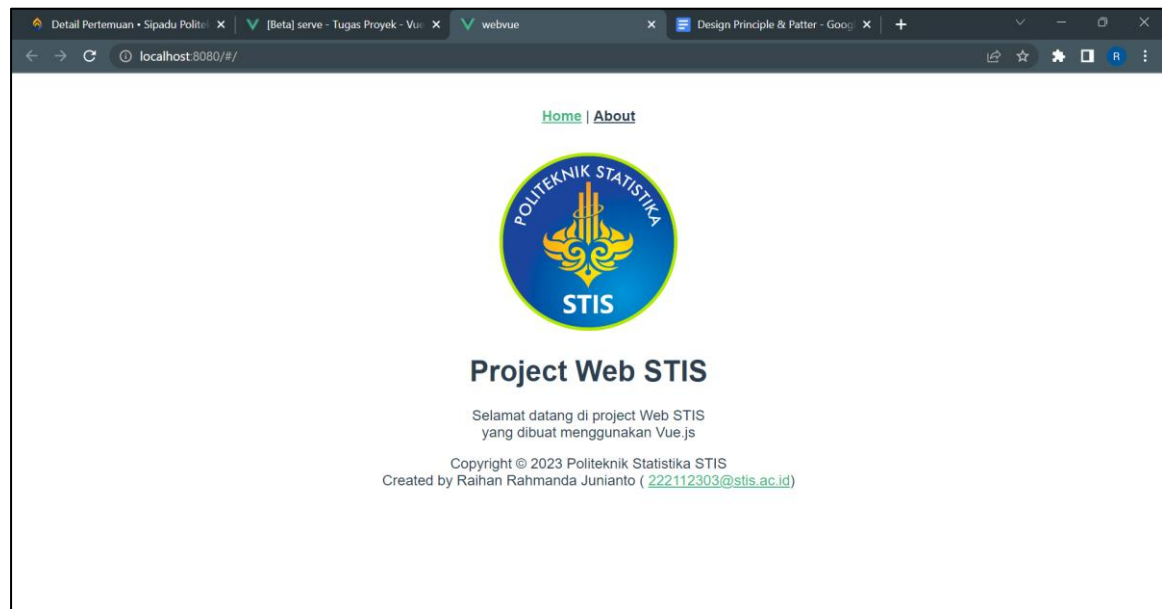 Detail Pertemuan • Sipadu Polite
[Beta] serve - Tugas Proyek - Vue
webvue
Design Principle & Patter - Goog
localhost:8080/#/
R
Home | About
POLITEKNIK STATISTIKA
STIS
Project Web STIS
Selamat datang di project Web STIS
yang dibuat menggunakan Vue.js
Copyright © 2023 Politeknik Statistika STIS
Created by Raihan Rahmanda Junianto ( 222112303@stis.ac.id)